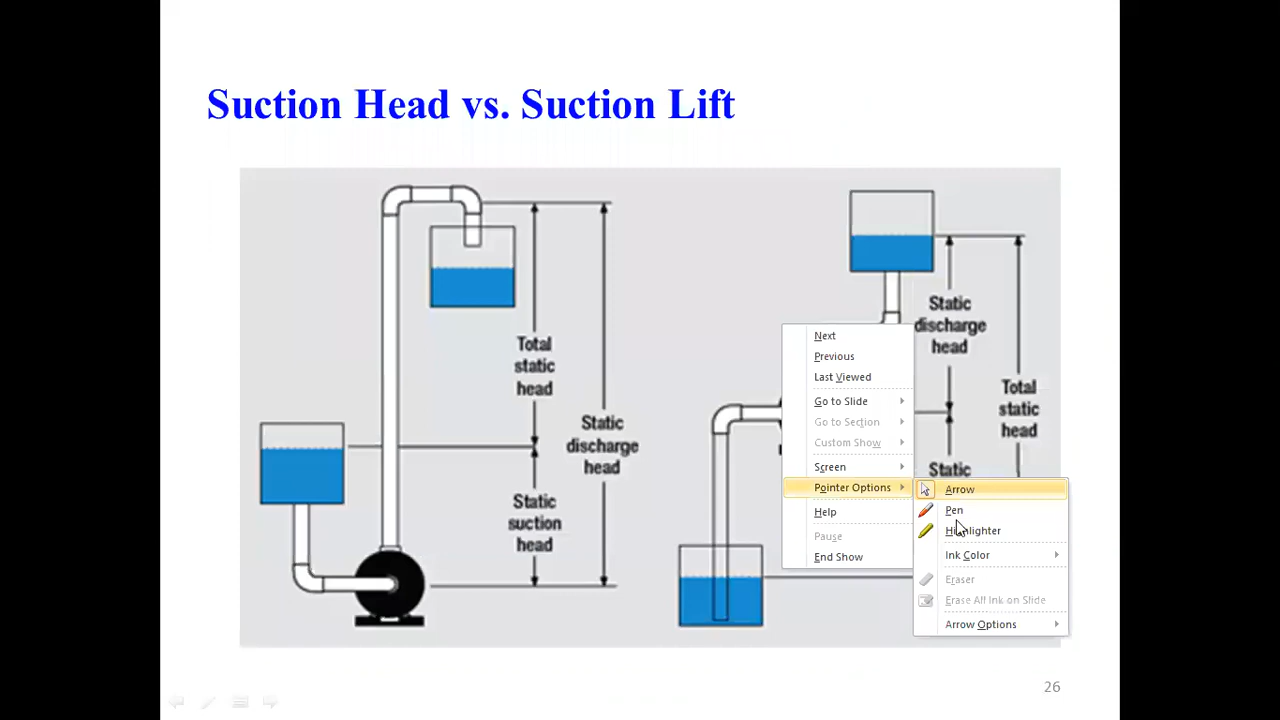 Suction Head vs. Suction Lift
Total
static
head
Static
discharge
head
Static
suction
head
Static
discharge
head
Total
static
head
Static
Next
Previous
Last Viewed
Go to Slide
Go to Section
Custom Show
Screen
Pointer Options
Help
Pause
End Show
Arrow
Pen
Highlighter
Ink Color
Eraser
Erase All Ink on Slide
Arrow Options
26